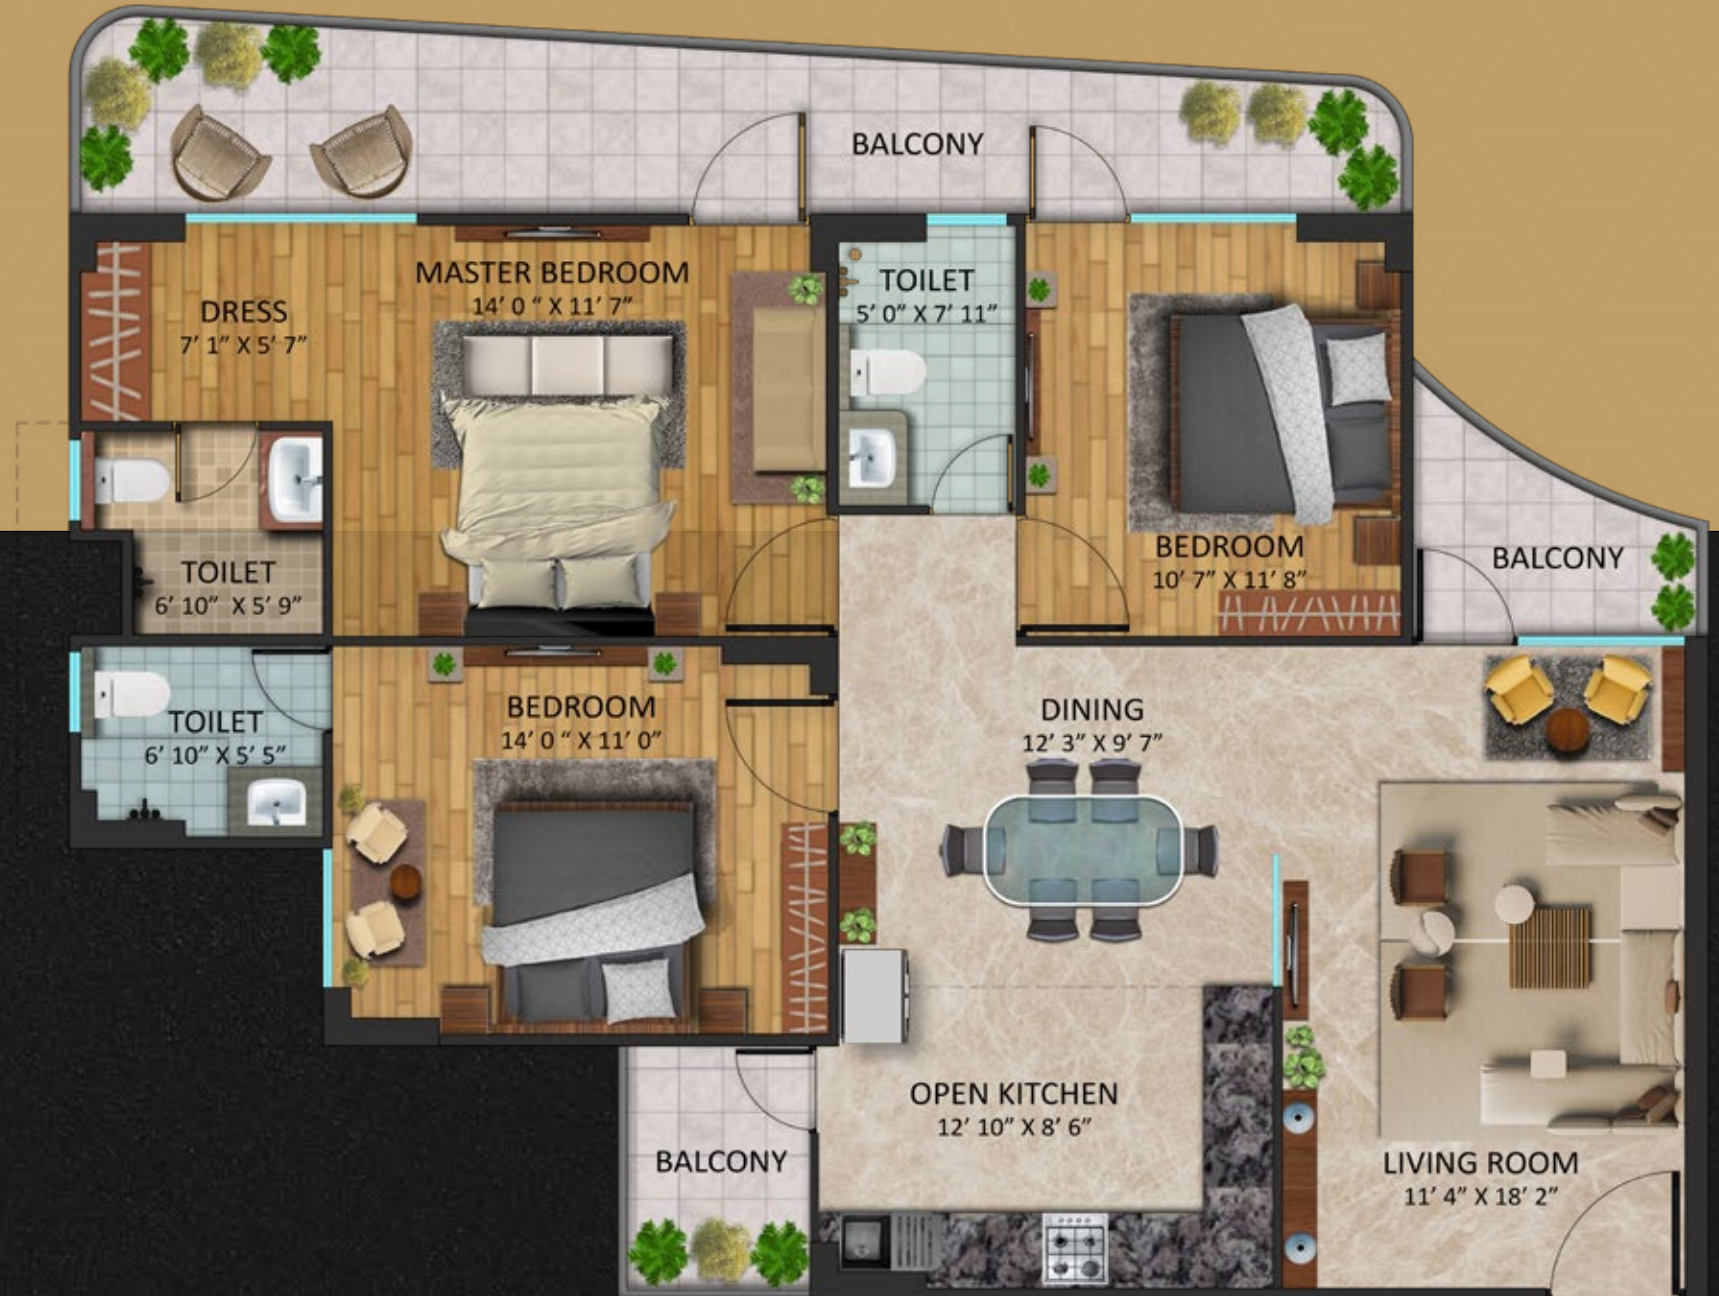 BALCONY
MASTER BEDROOM
14’ 0 “ X 11’ 7”
DRESS
7’ 1” X 5’ 7”
TOILET
5’ 0” X 7’ 11”
BEDROOM
10’ 7” X 11’ 8”
BALCONY
TOILET
6’ 10” X 5’ 9”
TOILET
6’ 10” X 5’ 5”
BEDROOM
14’ 0 “ X 11’ 0”
DINING
12’ 3” X 9’ 7”
OPEN KITCHEN
12’ 10” X 8’ 6”
BALCONY
LIVING ROOM
11’ 4” X 18’ 2”